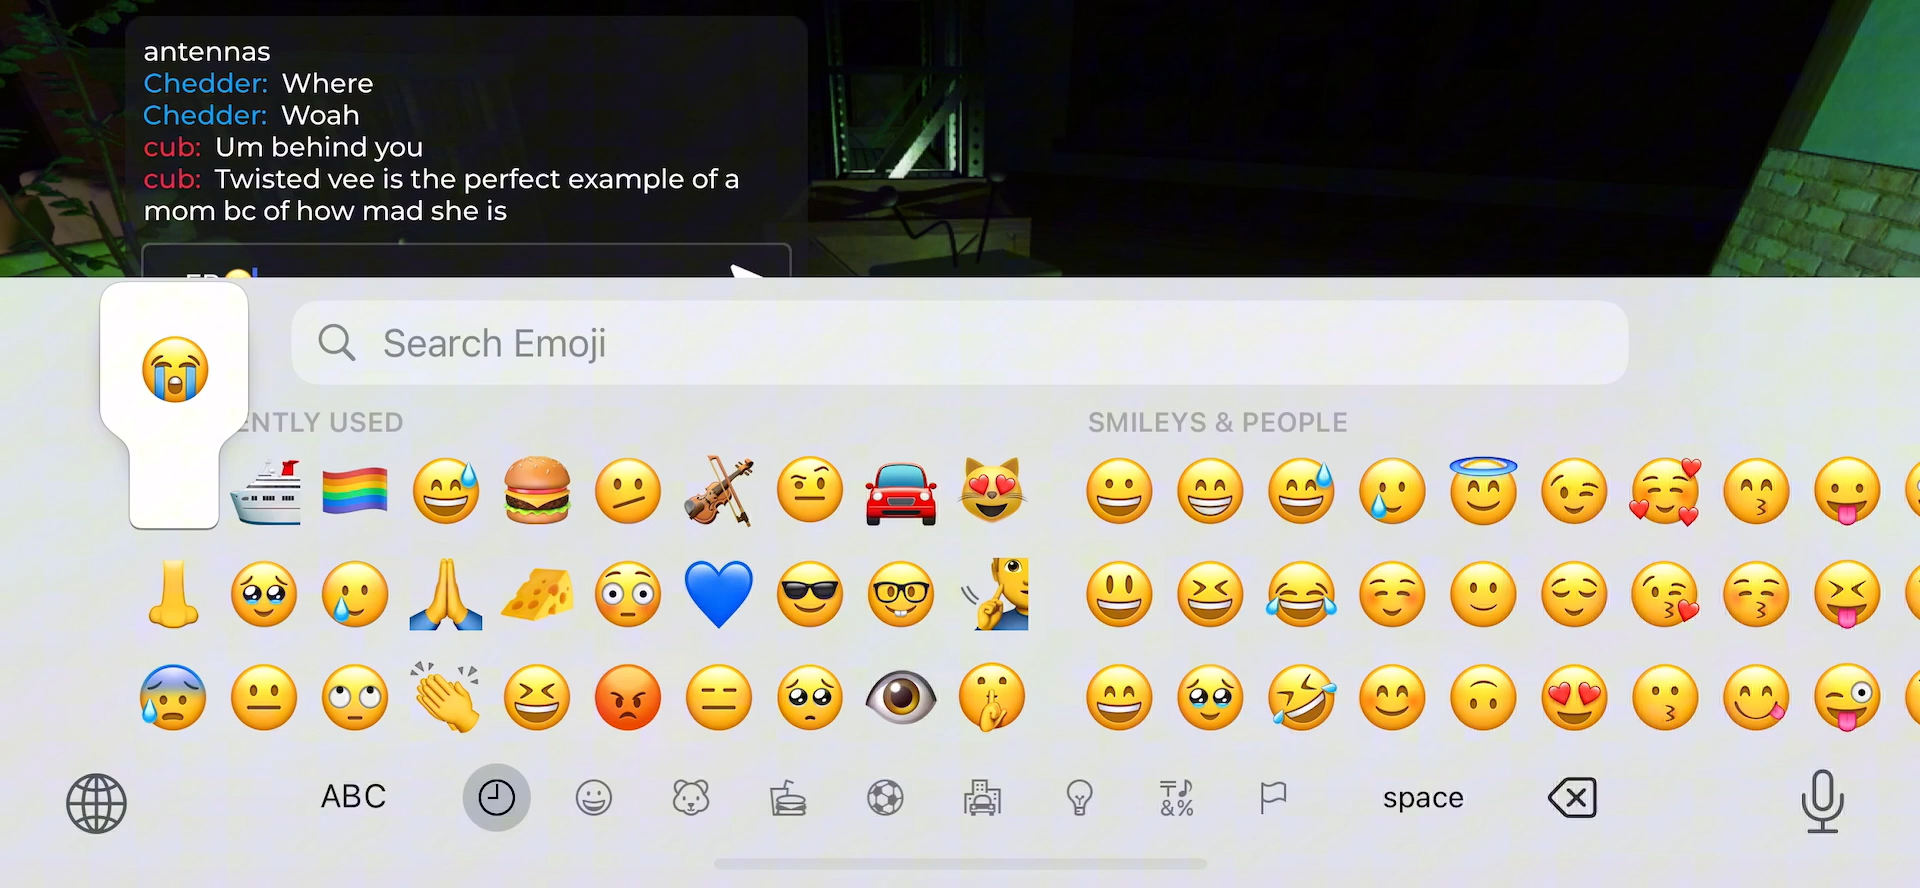 antennas
Chedder: Where
Chedder: Woah
cub: Um behind you
cub: Twisted vee is the perfect example of a
mom bc of how mad she is
Search Emoji
ENTLY USED
SMILEYS & PEOPLE
ABC
space